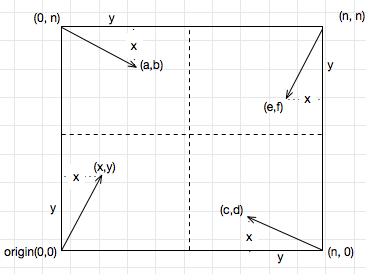 (0, n)
y
(n, n)
x
(a,b)
y
(e,f)
x
(x,y)
x
y
(c,d)
x
origin(0,0)
y
(n, 0)